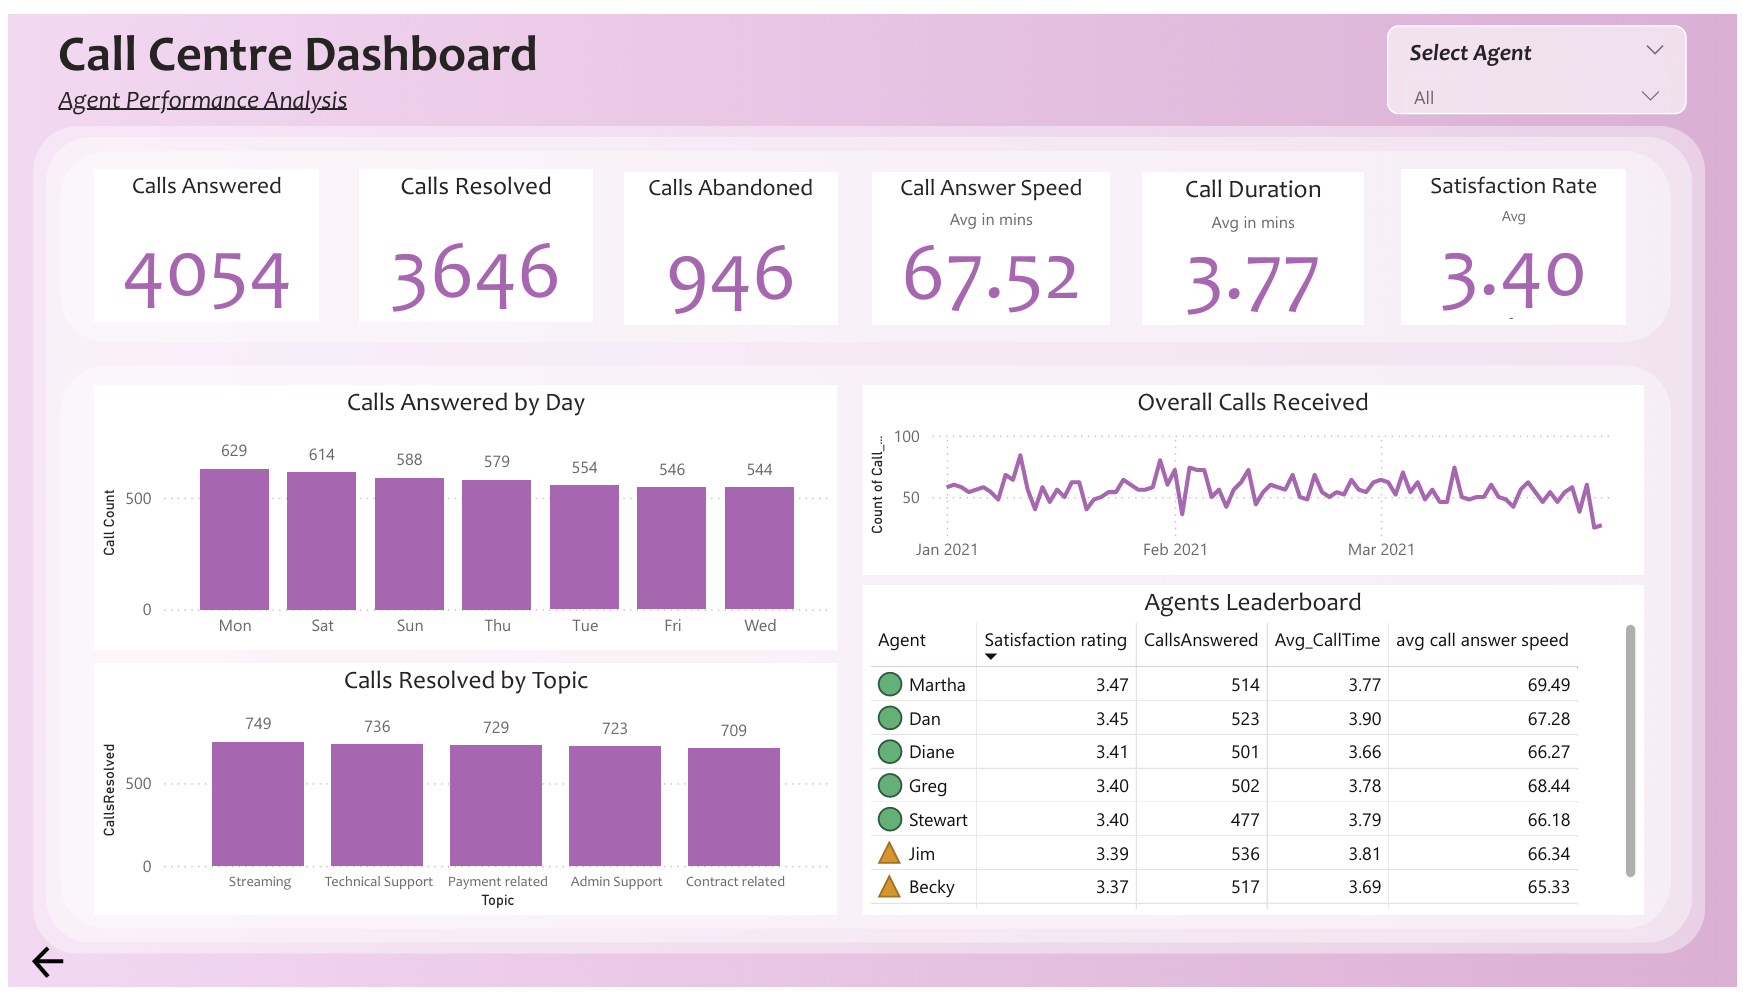 Call Centre Dashboard
Agent Performance Analysis
Select Agent
All
Calls Answered
4054
Calls Resolved
3646
Calls Abandoned
946
Call Answer Speed
Avg in mins
67.52
Call Duration
Avg in mins
3.77
Satisfaction Rate
Avg
3.40
Calls Answered by Day
Call Count
500
0
629 614 588 579 554 546 544
Mon Sat Sun Thu Tue Fri Wed
Calls Resolved by Topic
CallsResolved
500
0
749 736 729 723 709
Streaming Technical Support Payment related Admin Support Contract related
Topic
Overall Calls Received
Count of Call_...
100
50
Jan 2021 Feb 2021 Mar 2021
Agents Leaderboard
Agent Satisfaction rating CallsAnswered Avg_CallTime avg call answer speed
Martha 3.47 514 3.77 69.49
Dan 3.45 523 3.90 67.28
Diane 3.41 501 3.66 66.27
Greg 3.40 502 3.78 68.44
Stewart 3.40 477 3.79 66.18
Jim 3.39 536 3.81 66.34
Becky 3.37 517 3.69 65.33